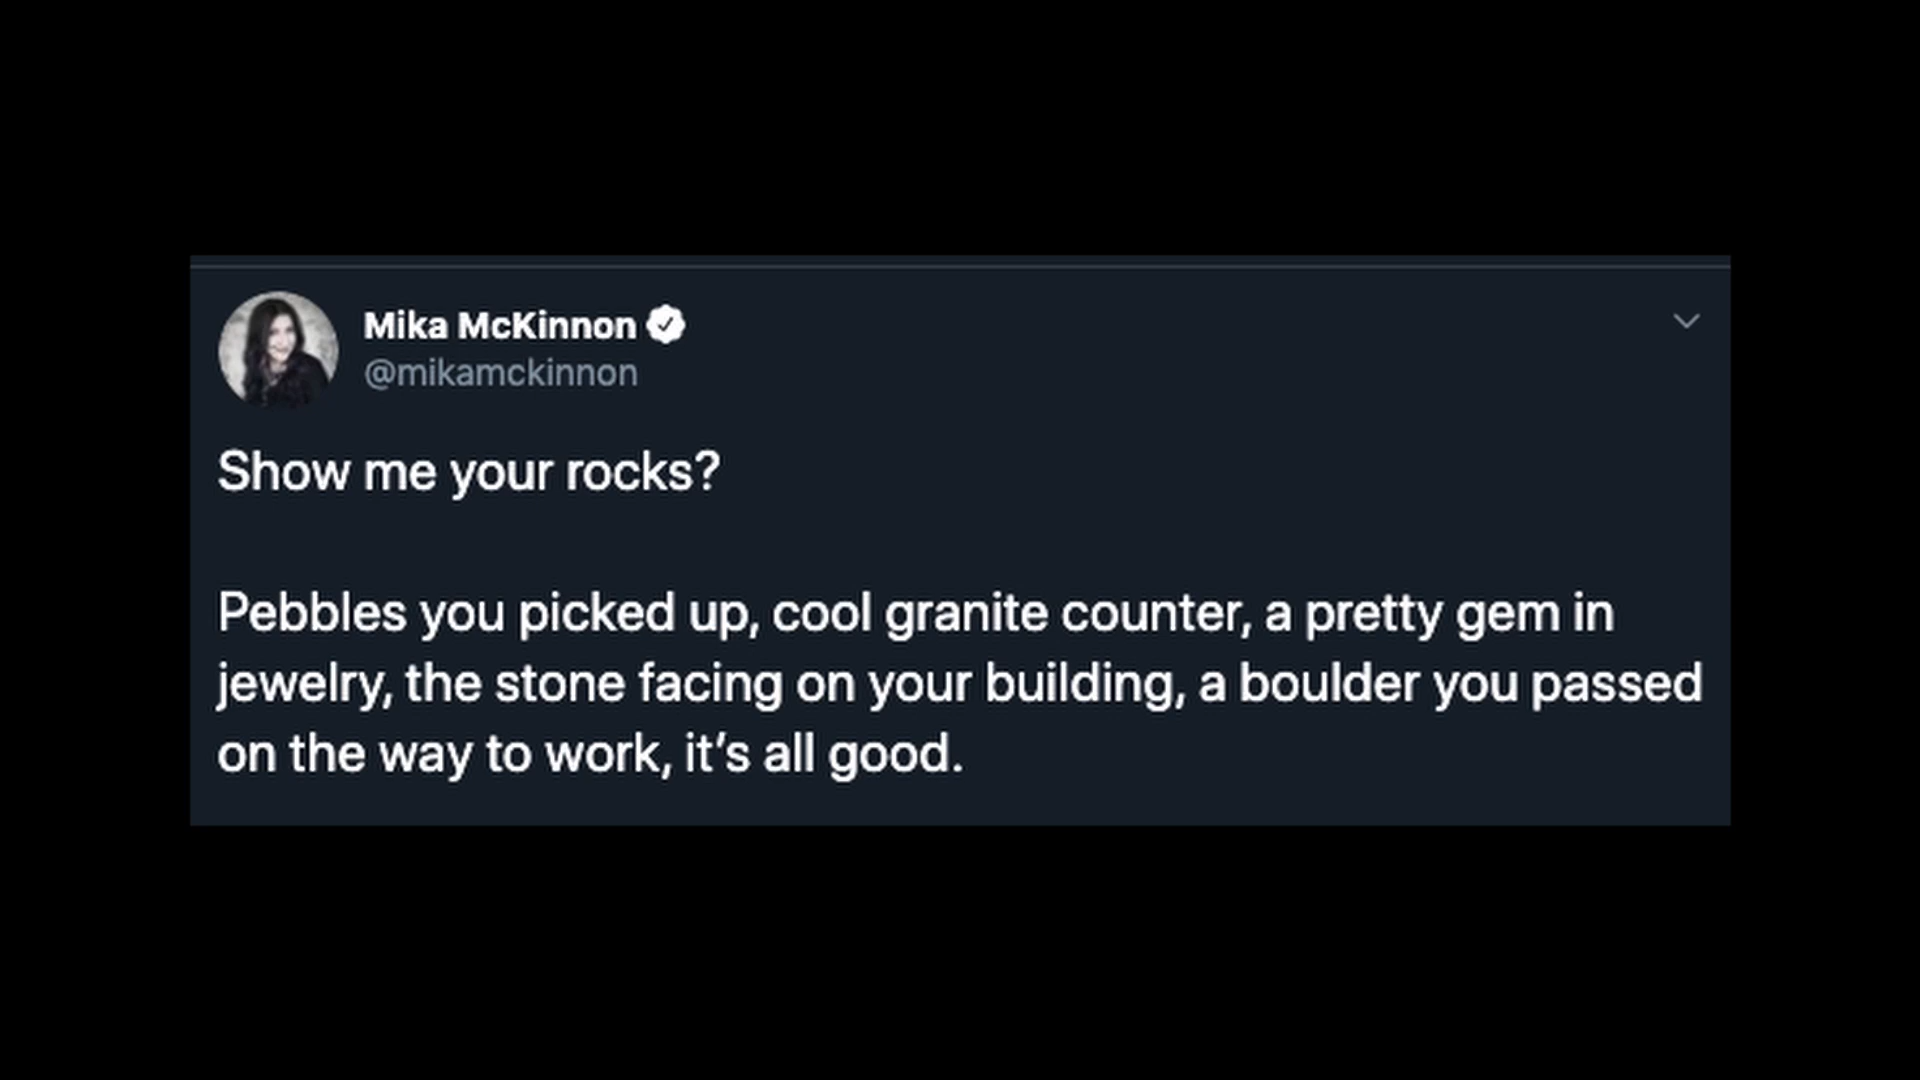 Mika McKinnon
@mikamckinnon
Show me your rocks?
Pebbles you picked up, cool granite counter, a pretty gem in
jewelry, the stone facing on your building, a boulder you passed
on the way to work, it’s all good.